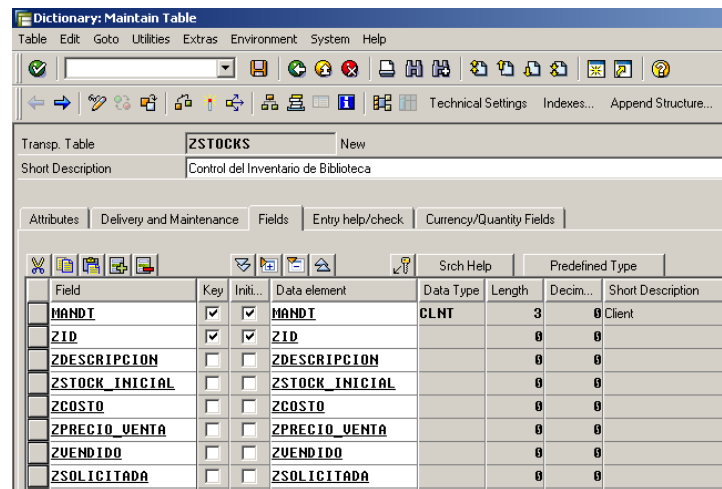 Dictionary: Maintain Table
Table Edit Goto Utilities Extras Environment System Help
Technical Settings Indexes... Append Structure...
Transp. Table ZSTOCKS New
Short Description Control del Inventario de Biblioteca
Attributes Delivery and Maintenance Fields Entry help/check Currency/Quantity Fields
Srch Help Predefined Type
Field Key Initi... Data element Data Type Length Decim... Short Description
MANDT MANDT CLNT 3 0 Client
ZID ZID 0 0
ZDESCRIPCION ZDESCRIPCION 0 0
ZSTOCK_INICIAL ZSTOCK_INICIAL 0 0
ZCOSTO ZCOSTO 0 0
ZPRECIO_VENTA ZPRECIO_VENTA 0 0
ZVENDIDO ZVENDIDO 0 0
ZSOLICITADA ZSOLICITADA 0 0